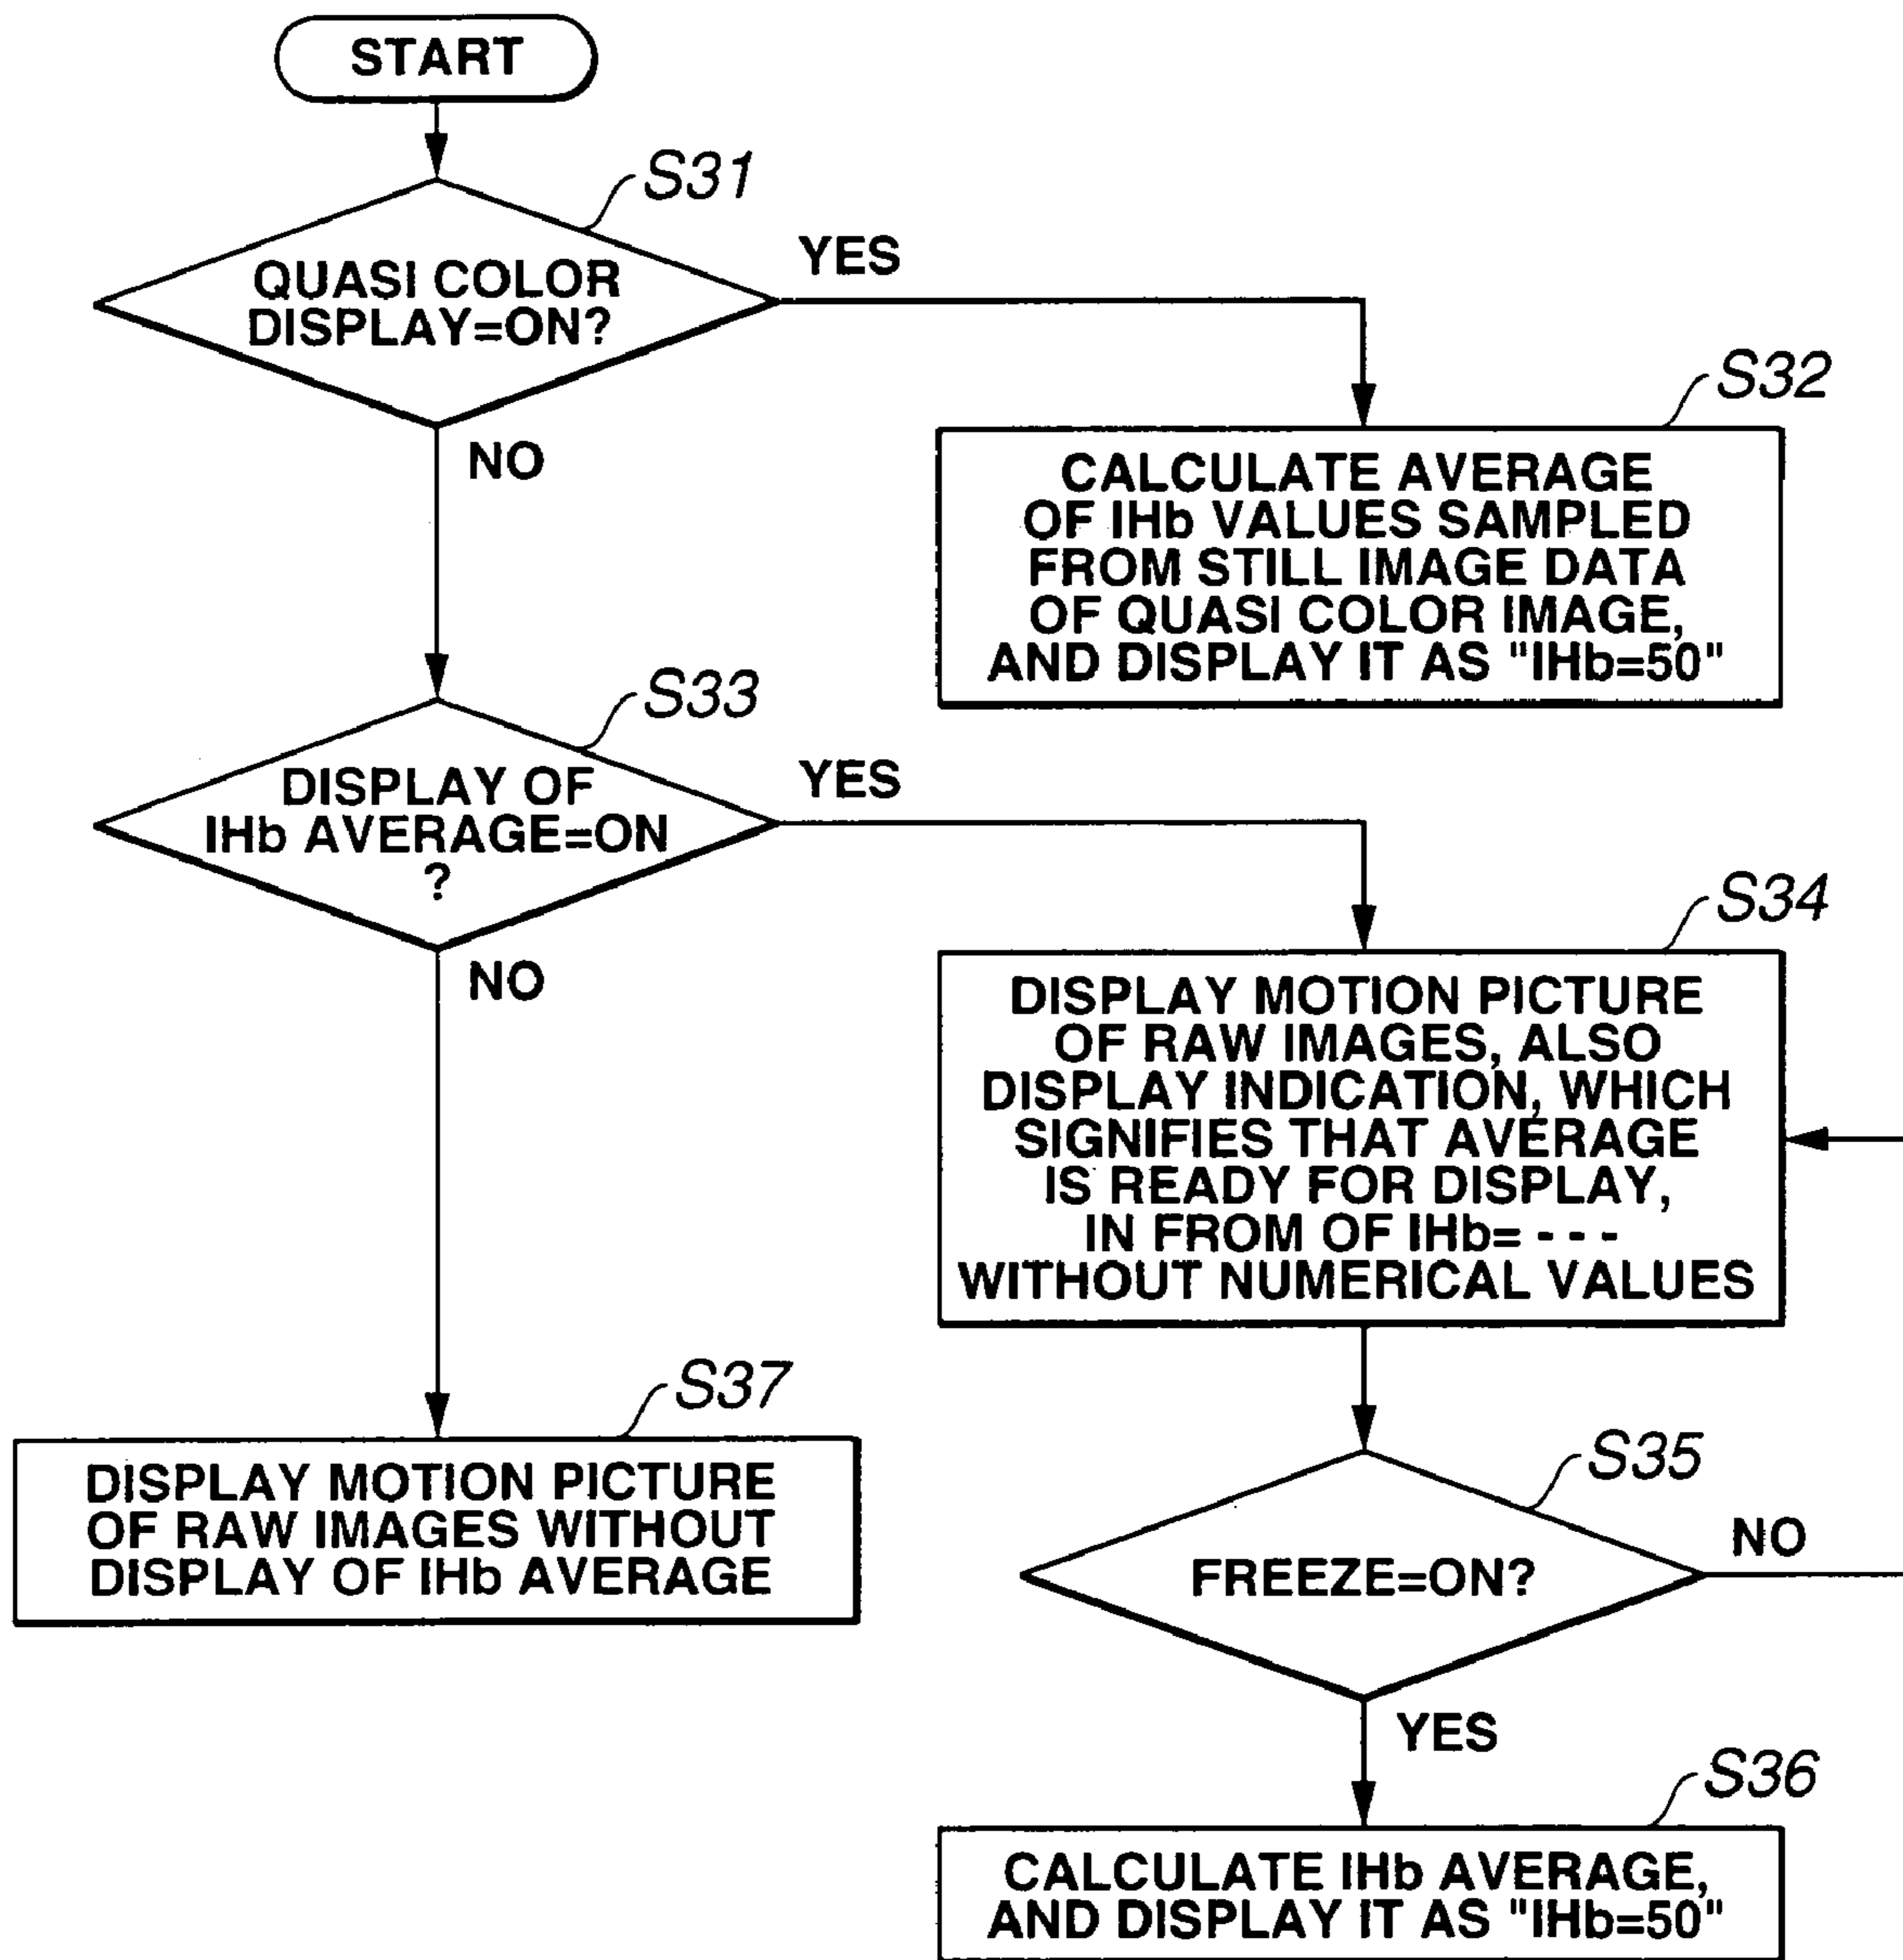 START
S31
QUASI COLOR
DISPLAY=ON?
YES
NO
S32
CALCULATE AVERAGE
OF IHb VALUES SAMPLED
FROM STILL IMAGE DATA
OF QUASI COLOR IMAGE,
AND DISPLAY IT AS "IHb=50"
S33
DISPLAY OF
IHb AVERAGE=ON
?
YES
NO
S34
DISPLAY MOTION PICTURE
OF RAW IMAGES, ALSO
DISPLAY INDICATION, WHICH
SIGNIFIES THAT AVERAGE
IS READY FOR DISPLAY,
IN FROM OF IHb= - - -
WITHOUT NUMERICAL VALUES
S37
DISPLAY MOTION PICTURE
OF RAW IMAGES WITHOUT
DISPLAY OF IHb AVERAGE
S35
FREEZE=ON?
NO
YES
S36
CALCULATE IHb AVERAGE,
AND DISPLAY IT AS "IHb=50"